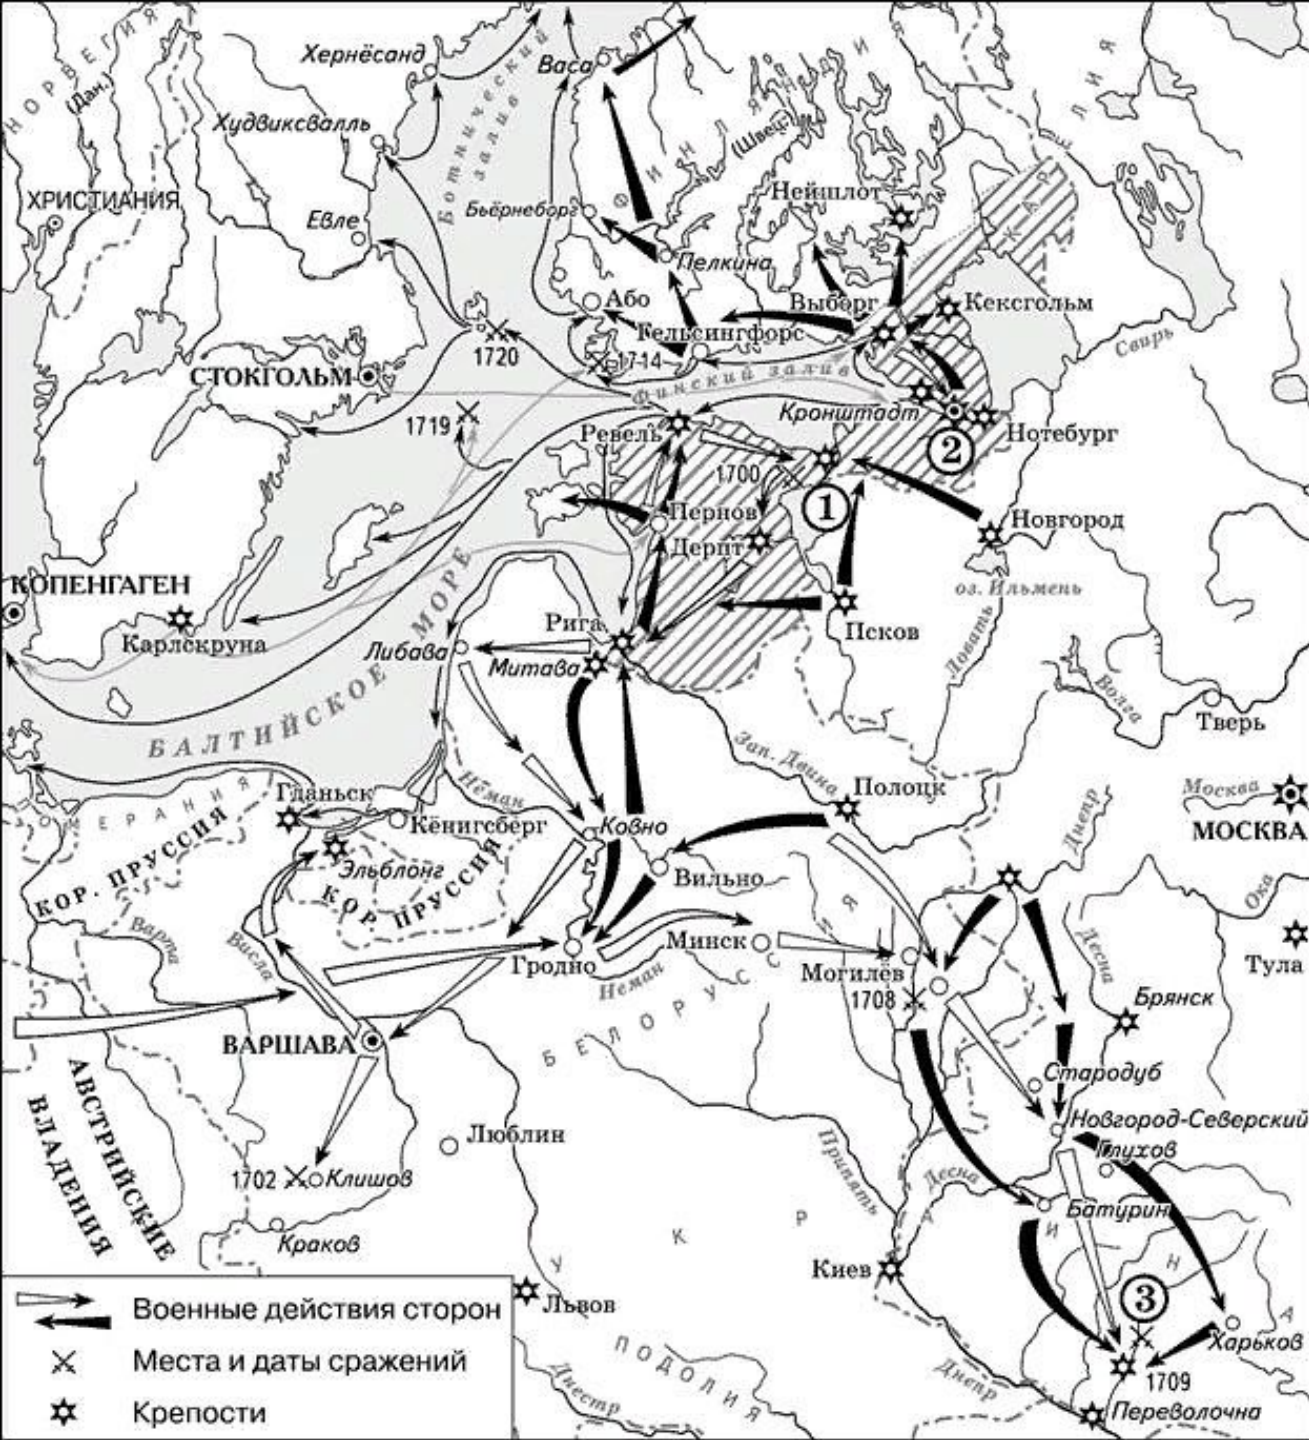 НОРВЕГИЯ
(Дан.)
Хернёсанд
Ботнический
залив
Васа
Худвиксвалль
ФИНЛЯНДИЯ
(Швец.)
КАРЕЛИЯ
ХРИСТИАНИЯ
Евле
Бьёрнеборг
Нейшлот
Пелкина
Або
Выборг
Кексгольм
Гельсингфорс
1720
1714
Свирь
СТОКГОЛЬМ
Финский залив
Кронштадт
1719
Ревель
Нотебург
2
1700
1
Пернов
Новгород
Дерпт
КОПЕНГАГЕН
оз. Ильмень
Карлскруна
Рига
Псков
Либава
Митава
Ловать
Волга
Тверь
БАЛТИЙСКОЕ МОРЕ
Зап. Двина
Полоцк
Москва
МОСКВА
Неман
Гданьск
ПОМЕРАНИЯ
Кёнигсберг
Ковно
Днепр
КОР. ПРУССИЯ
Эльблонг
КОР. ПРУССИЯ
Вильно
Ока
Варта
Висла
Минск
Десна
Тула
Гродно
Неман
Могилёв
1708
БЕЛОРУССИЯ
Брянск
ВАРШАВА
Стародуб
АВСТРИЙСКИЕ
ВЛАДЕНИЯ
Новгород-Северский
Люблин
Глухов
1702
Клишов
Припять
Десна
Батурин
Краков
УКРАИНА
Киев
3
Львов
Харьков
1709
ПОДОЛИЯ
Днестр
Днепр
Переволочна
Военные действия сторон
Места и даты сражений
Крепости